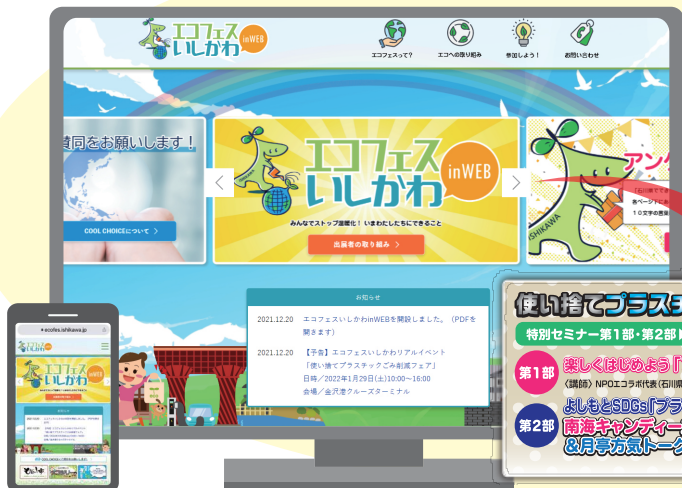 エコフェス
いしかわ
inWEB
エコフェスって？
エコへの取り組み
参加しよう！
お問い合わせ
賛同をお願いします！
COOL CHOICEについて
エコフェス
いしかわ
inWEB
みんなでストップ温暖化！ いまわたしたちにできること
出展者の取り組み
アンケ
ISHIKAWA
お知らせ
2021.12.20 エコフェスいしかわinWEBを開設しました。（PDFを
開きます）
2021.12.20 【予告】エコフェスいしかわリアルイベント
「使い捨てプラスチックごみ削減フェア」
日時／2022年1月29日(土)10:00～16:00
会場／金沢港クルーズターミナル
ecofes.ishikawa.jp
エコフェス
いしかわ
inWEB
使い捨てプラスチ
特別セミナー第1部・第2部
第1部 楽しくはじめよう「
〈講師〉NPOエコラボ代表(石川県
第2部 よしもとSDGs「プラ
南海キャンディー
&月亭方気トーク